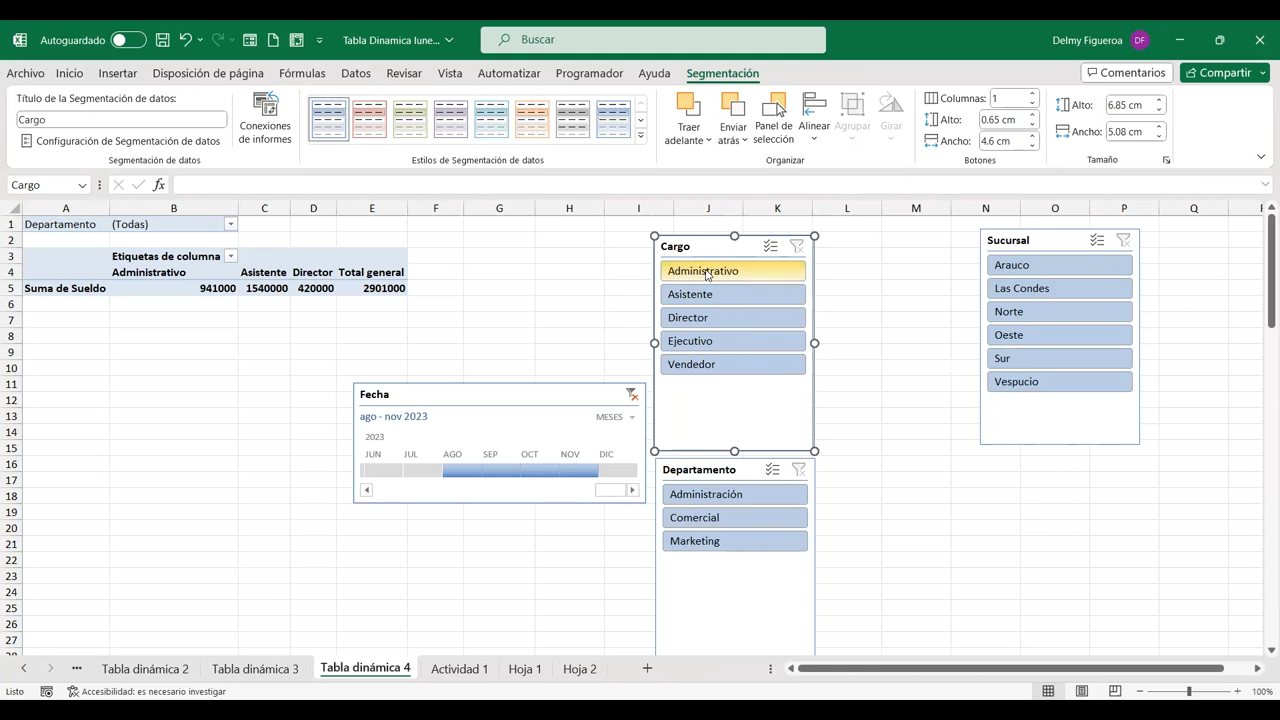 Autoguardado
Tabla Dinamica lune...
Buscar
Delmy Figueroa
DF
Archivo Inicio Insertar Disposición de página Fórmulas Datos Revisar Vista Automatizar Programador Ayuda Segmentación
Comentarios
Compartir
Título de la Segmentación de datos:
Cargo
Configuración de Segmentación de datos
Segmentación de datos
Conexiones de informes
Estilos de Segmentación de datos
Traer adelante
Enviar atrás
Panel de selección
Alinear
Agrupar
Girar
Organizar
Columnas: 1
Alto: 0.65 cm
Ancho: 4.6 cm
Botones
Alto: .85 cm
Ancho: 5.08 cm
Tamaño
Cargo
fx
A B C D E F G H I J K L M N O P Q
1 Departamento (Todas)
2
3 Etiquetas de columna
4 Administrativo Asistente Director Total general
5 Suma de Sueldo 941000 1540000 420000 2901000
6
7
8
9
10
11
12
13
14
15
16
17
18
19
20
21
22
23
24
25
26
27
Cargo
Administrativo
Asistente
Director
Ejecutivo
Vendedor
Sucursal
Arauco
Las Condes
Norte
Oeste
Sur
Vespucio
Fecha
ago - nov 2023
MESES
2023
JUN JUL AGO SEP OCT NOV DIC
Departamento
Administración
Comercial
Marketing
Tabla dinámica 2 Tabla dinámica 3 Tabla dinámica 4 Actividad 1 Hoja 1 Hoja 2
Listo
Accesibilidad: es necesario investigar
100%